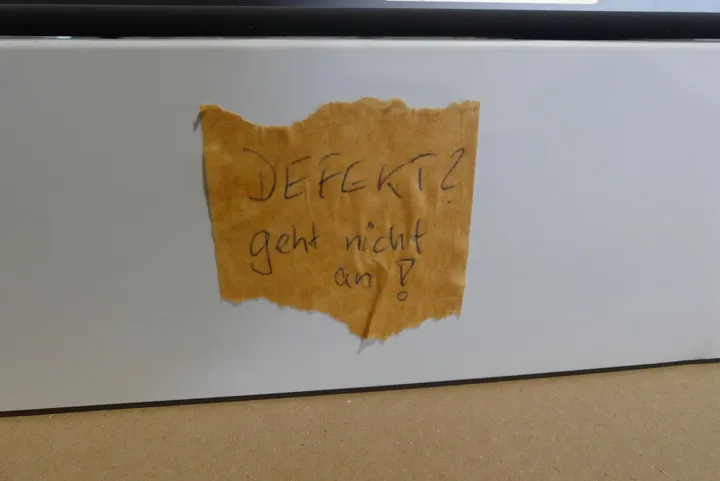 DEFEKT?
geht nicht
an!